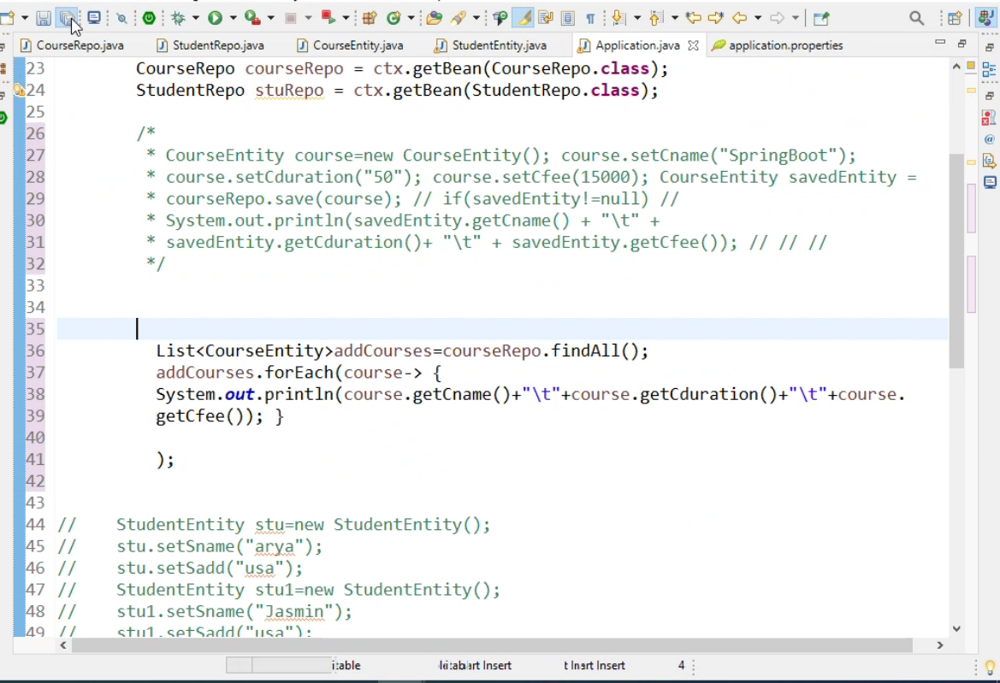 CourseRepo.java StudentRepo.java CourseEntity.java StudentEntity.java Application.java application.properties
23 CourseRepo courseRepo = ctx.getBean(CourseRepo.class);
24 StudentRepo stuRepo = ctx.getBean(StudentRepo.class);
25
26 /*
27 * CourseEntity course=new CourseEntity(); course.setCname("SpringBoot");
28 * course.setCduration("50"); course.setCfee(15000); CourseEntity savedEntity =
29 * courseRepo.save(course); // if(savedEntity!=null) //
30 * System.out.println(savedEntity.getCname() + "\t" +
31 * savedEntity.getCduration()+ "\t" + savedEntity.getCfee()); // // //
32 */
33
34
35
36 List<CourseEntity>addCourses=courseRepo.findAll();
37 addCourses.forEach(course-> {
38 System.out.println(course.getCname()+"\t"+course.getCduration()+"\t"+course.
39 getCfee()); }
40
41 );
42
43
44 // StudentEntity stu=new StudentEntity();
45 // stu.setSname("arya");
46 // stu.setSadd("usa");
47 // StudentEntity stu1=new StudentEntity();
48 // stu1.setSname("Jasmin");
49 // stu1.setSadd("usa");
Insert Insert 4